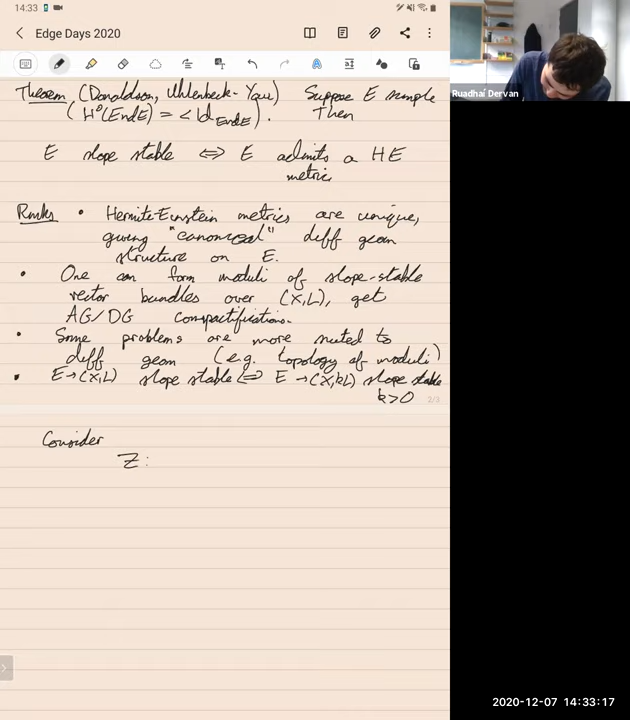 14:33
Edge Days 2020
Ruadhaí Dervan
Theorem (Donaldson, Uhlenbeck-Yau) Suppose E simple
( H⁰(End E) = <Id_End E> ). Then
E slope stable <=> E admits a HE
metric.
Rmks • Hermite-Einstein metrics are unique,
giving "canonical" diff geom
structure on E.
• One can form moduli of slope-stable
vector bundles over (X,L), get
AG/DG compactifications.
• Some problems are more suited to
diff geom (e.g. topology of moduli)
• E→(X,L) slope stable <=> E→(X,kL) slope stable
k>0
2/3
Consider
Z:
2020-12-07 14:33:17